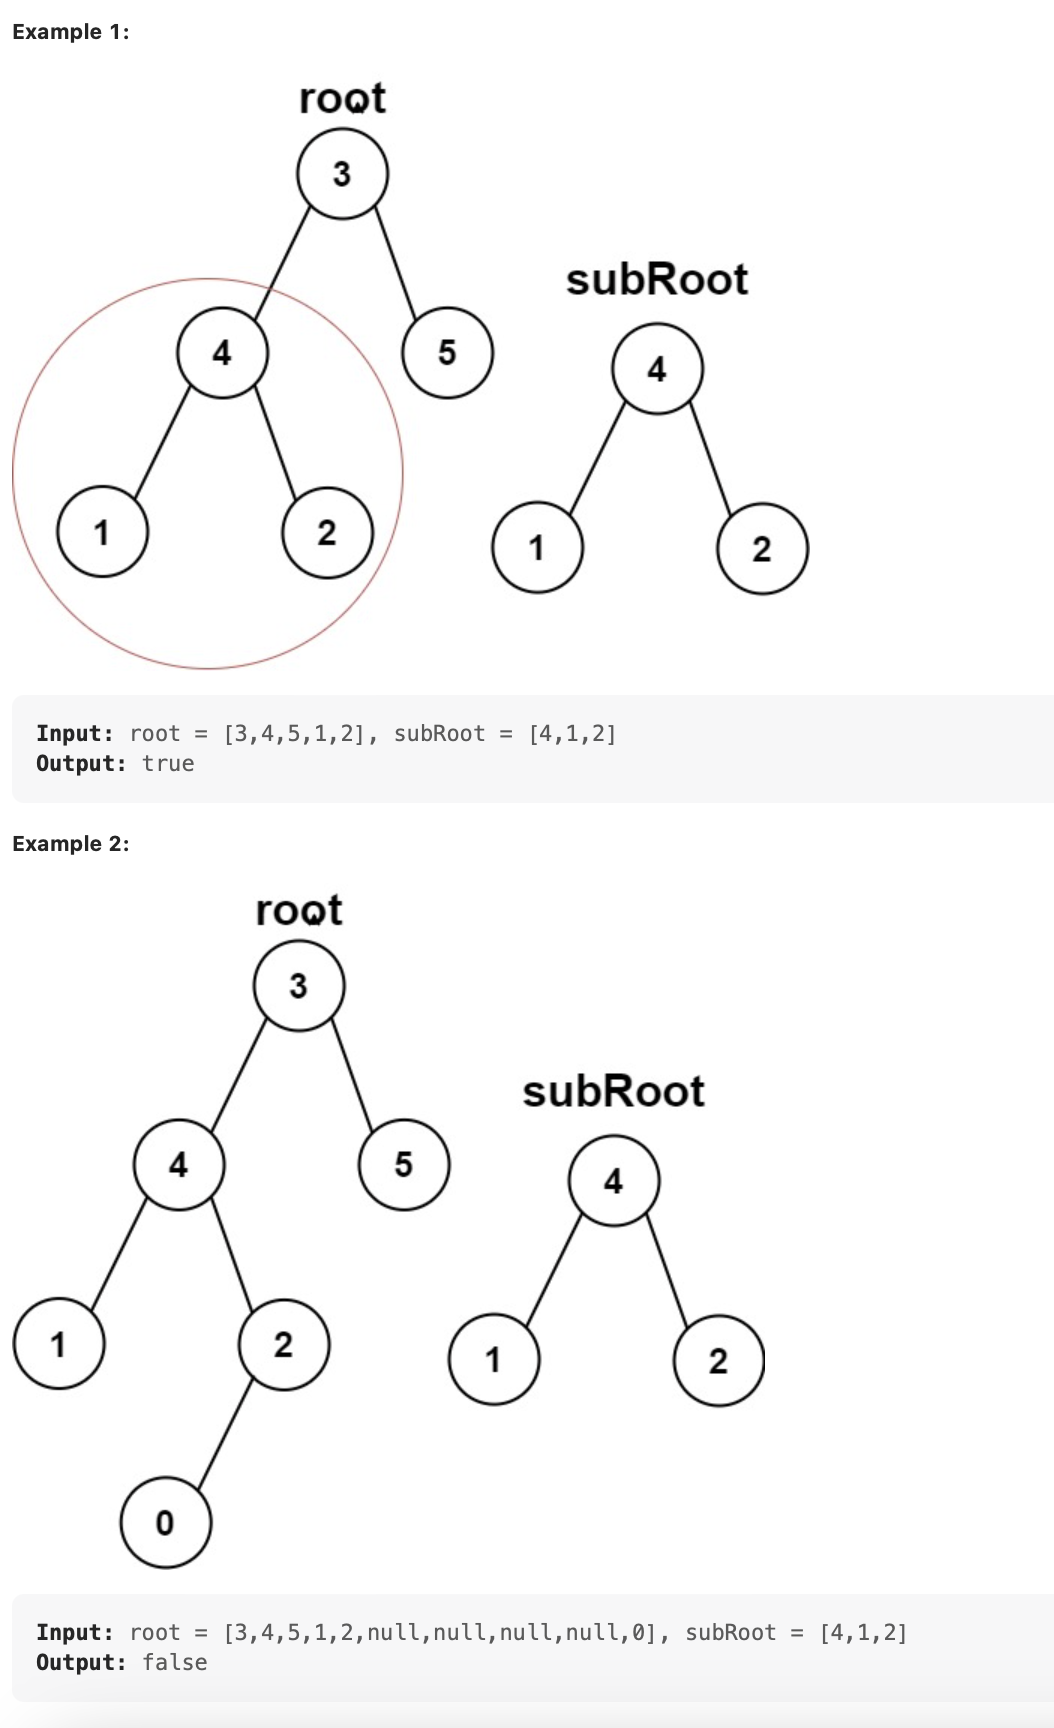 Example 1:
root
3
4
5
1
2
subRoot
4
1
2
Input: root = [3,4,5,1,2], subRoot = [4,1,2]
Output: true
Example 2:
root
3
4
5
1
2
0
subRoot
4
1
2
Input: root = [3,4,5,1,2,null,null,null,null,0], subRoot = [4,1,2]
Output: false